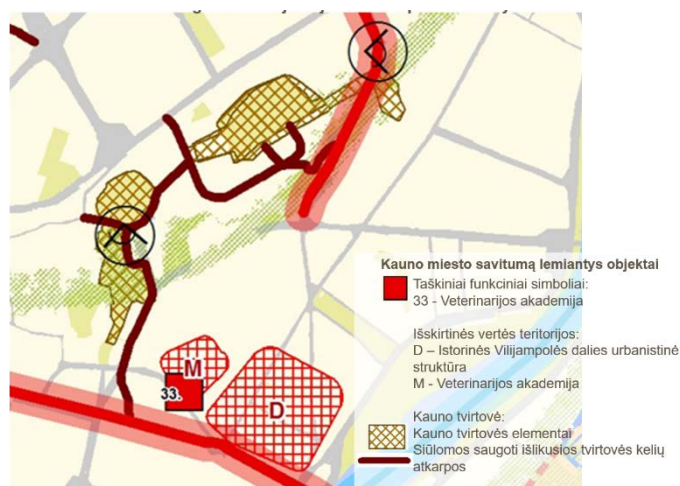 Kauno miesto savitumą lemiantys objektai
Taškiniai funkciniai simboliai:
33 - Veterinarijos akademija
Išskirtinės vertės teritorijos:
D – Istorinės Vilijampolės dalies urbanistinė
struktūra
M - Veterinarijos akademija
Kauno tvirtovė:
Kauno tvirtovės elementai
Siūlomos saugoti išlikusios tvirtovės kelių
atkarpos
M
33.
D